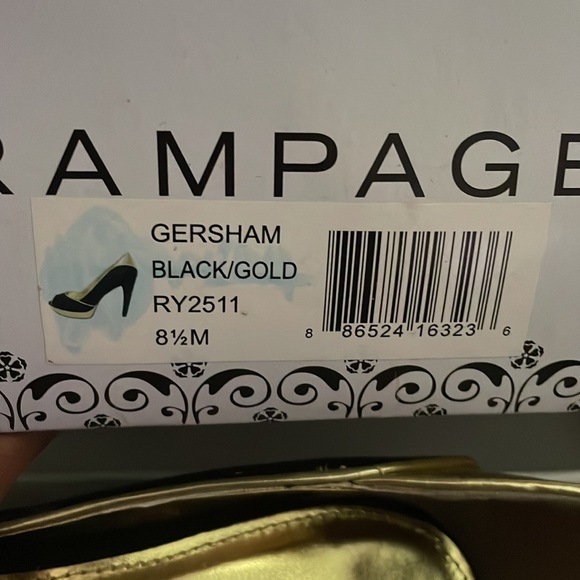 RAMPAGE
GERSHAM
BLACK/GOLD
RY2511
8½M
8 86524 16323 6